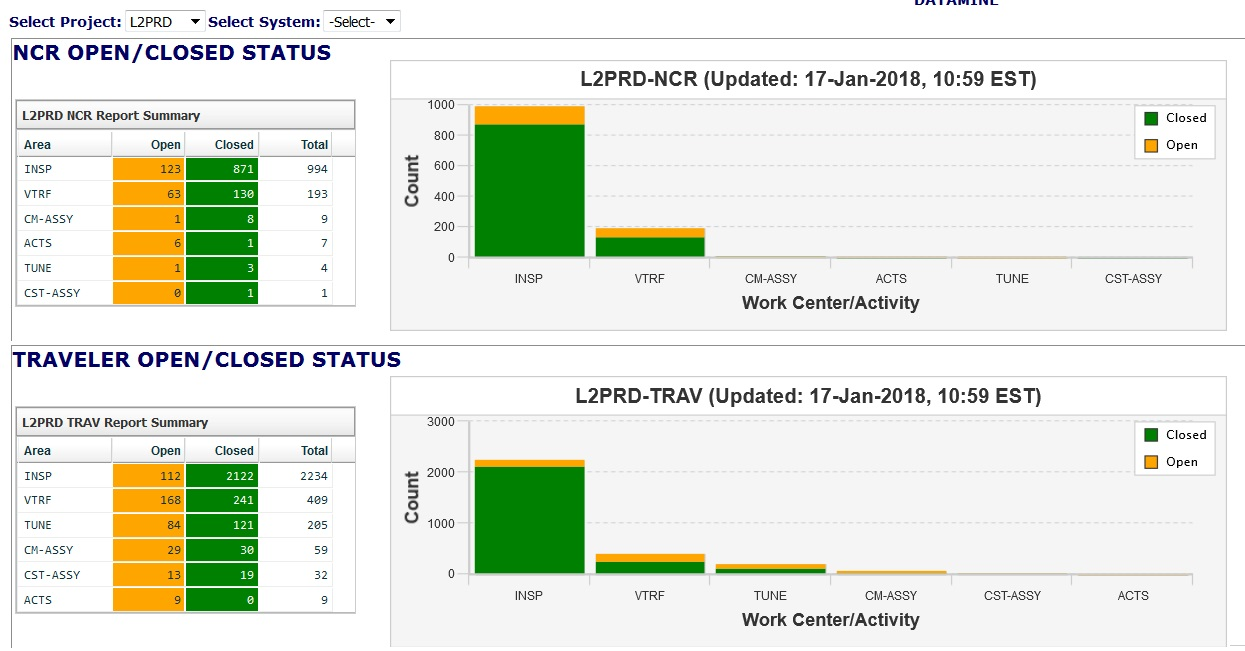 DATAMINE
Select Project: L2PRD Select System: -Select-
NCR OPEN/CLOSED STATUS
L2PRD NCR Report Summary
Area Open Closed Total
INSP 123 871 994
VTRF 63 130 193
CM-ASSY 1 8 9
ACTS 6 1 7
TUNE 1 3 4
CST-ASSY 0 1 1
L2PRD-NCR (Updated: 17-Jan-2018, 10:59 EST)
Count
1000
800
600
400
200
0
Closed
Open
INSP VTRF CM-ASSY ACTS TUNE CST-ASSY
Work Center/Activity
TRAVELER OPEN/CLOSED STATUS
L2PRD TRAV Report Summary
Area Open Closed Total
INSP 112 2122 2234
VTRF 168 241 409
TUNE 84 121 205
CM-ASSY 29 30 59
CST-ASSY 13 19 32
ACTS 9 0 9
L2PRD-TRAV (Updated: 17-Jan-2018, 10:59 EST)
Count
3000
2000
1000
0
Closed
Open
INSP VTRF TUNE CM-ASSY CST-ASSY ACTS
Work Center/Activity